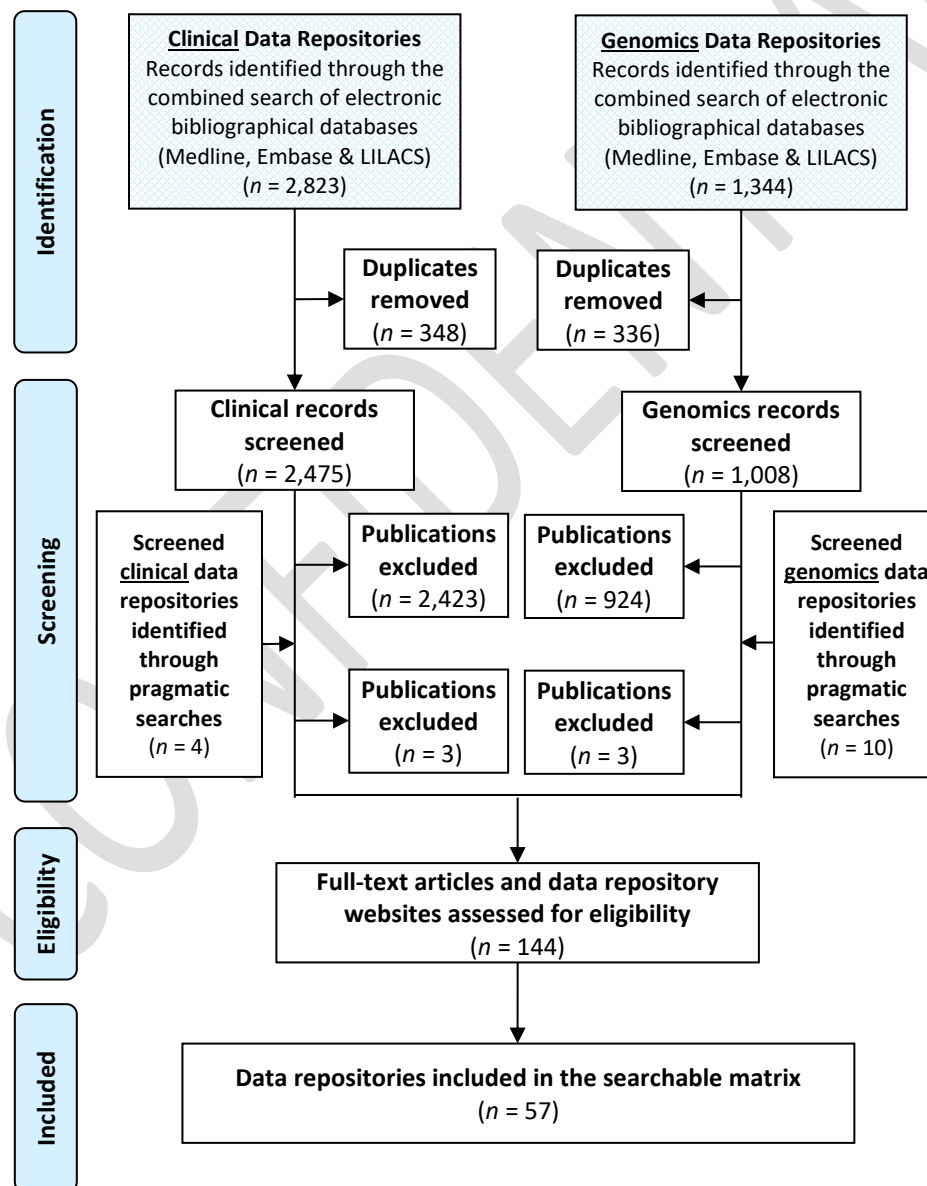 Identification
Clinical Data Repositories
Records identified through the
combined search of electronic
bibliographical databases
(Medline, Embase & LILACS)
(n = 2,823)
Genomics Data Repositories
Records identified through the
combined search of electronic
bibliographical databases
(Medline, Embase & LILACS)
(n = 1,344)
Duplicates
removed
(n = 348)
Duplicates
removed
(n = 336)
Screening
Clinical records
screened
(n = 2,475)
Genomics records
screened
(n = 1,008)
Screened
clinical data
repositories
identified
through
pragmatic
searches
(n = 4)
Publications
excluded
(n = 2,423)
Publications
excluded
(n = 924)
Screened
genomics data
repositories
identified
through
pragmatic
searches
(n = 10)
Publications
excluded
(n = 3)
Publications
excluded
(n = 3)
Eligibility
Full-text articles and data repository
websites assessed for eligibility
(n = 144)
Included
Data repositories included in the searchable matrix
(n = 57)